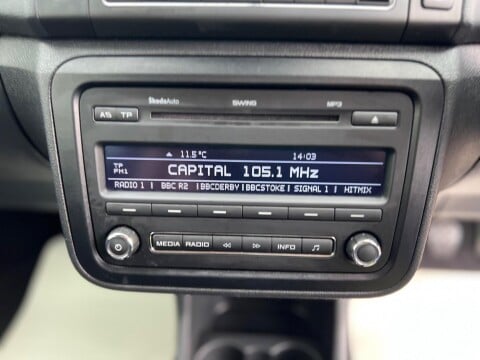 ŠkodaAuto SWING MP3
AS TP
11.5°C 14:03
TP
FM1 CAPITAL 105.1 MHz
RADIO 1 | BBC R2 | BBCDERBY | BBCSTOKE | SIGNAL 1 | HITMIX
MEDIA RADIO INFO